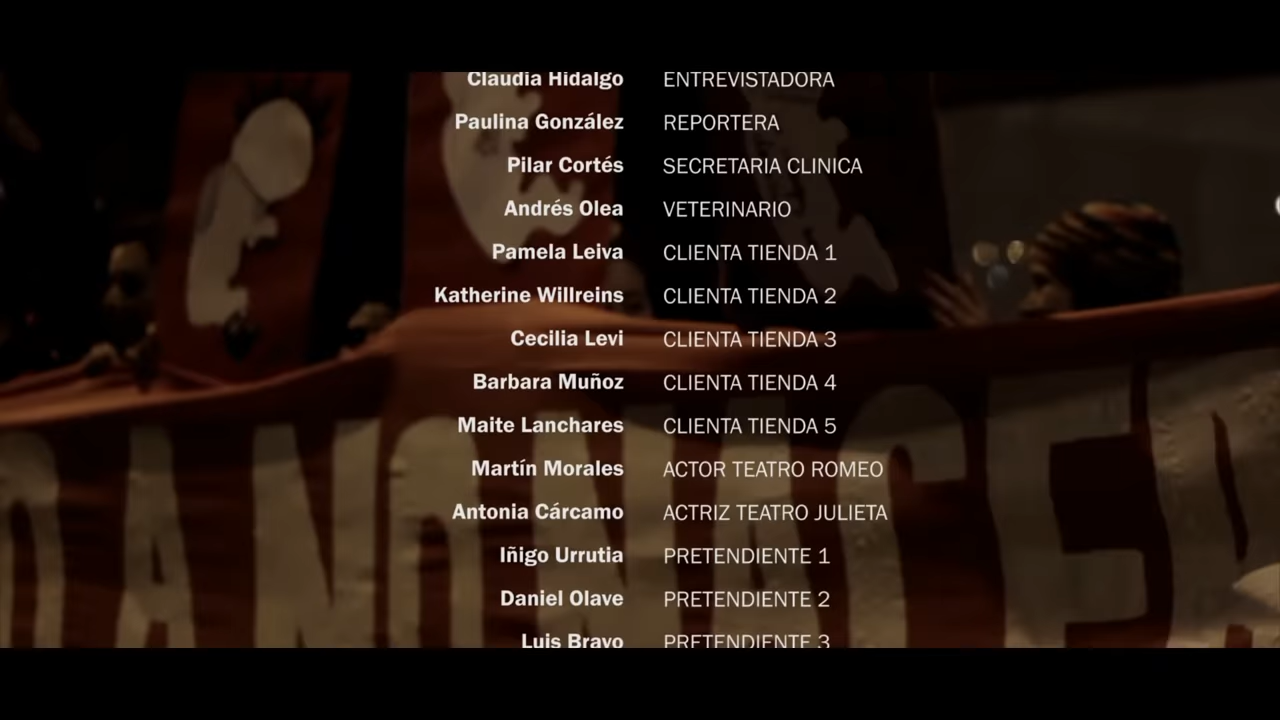 Claudia Hidalgo ENTREVISTADORA
Paulina González REPORTERA
Pilar Cortés SECRETARIA CLINICA
Andrés Olea VETERINARIO
Pamela Leiva CLIENTA TIENDA 1
Katherine Willreins CLIENTA TIENDA 2
Cecilia Levi CLIENTA TIENDA 3
Barbara Muñoz CLIENTA TIENDA 4
Maite Lanchares CLIENTA TIENDA 5
Martín Morales ACTOR TEATRO ROMEO
Antonia Cárcamo ACTRIZ TEATRO JULIETA
Iñigo Urrutia PRETENDIENTE 1
Daniel Olave PRETENDIENTE 2
Luis Bravo PRETENDIENTE 3